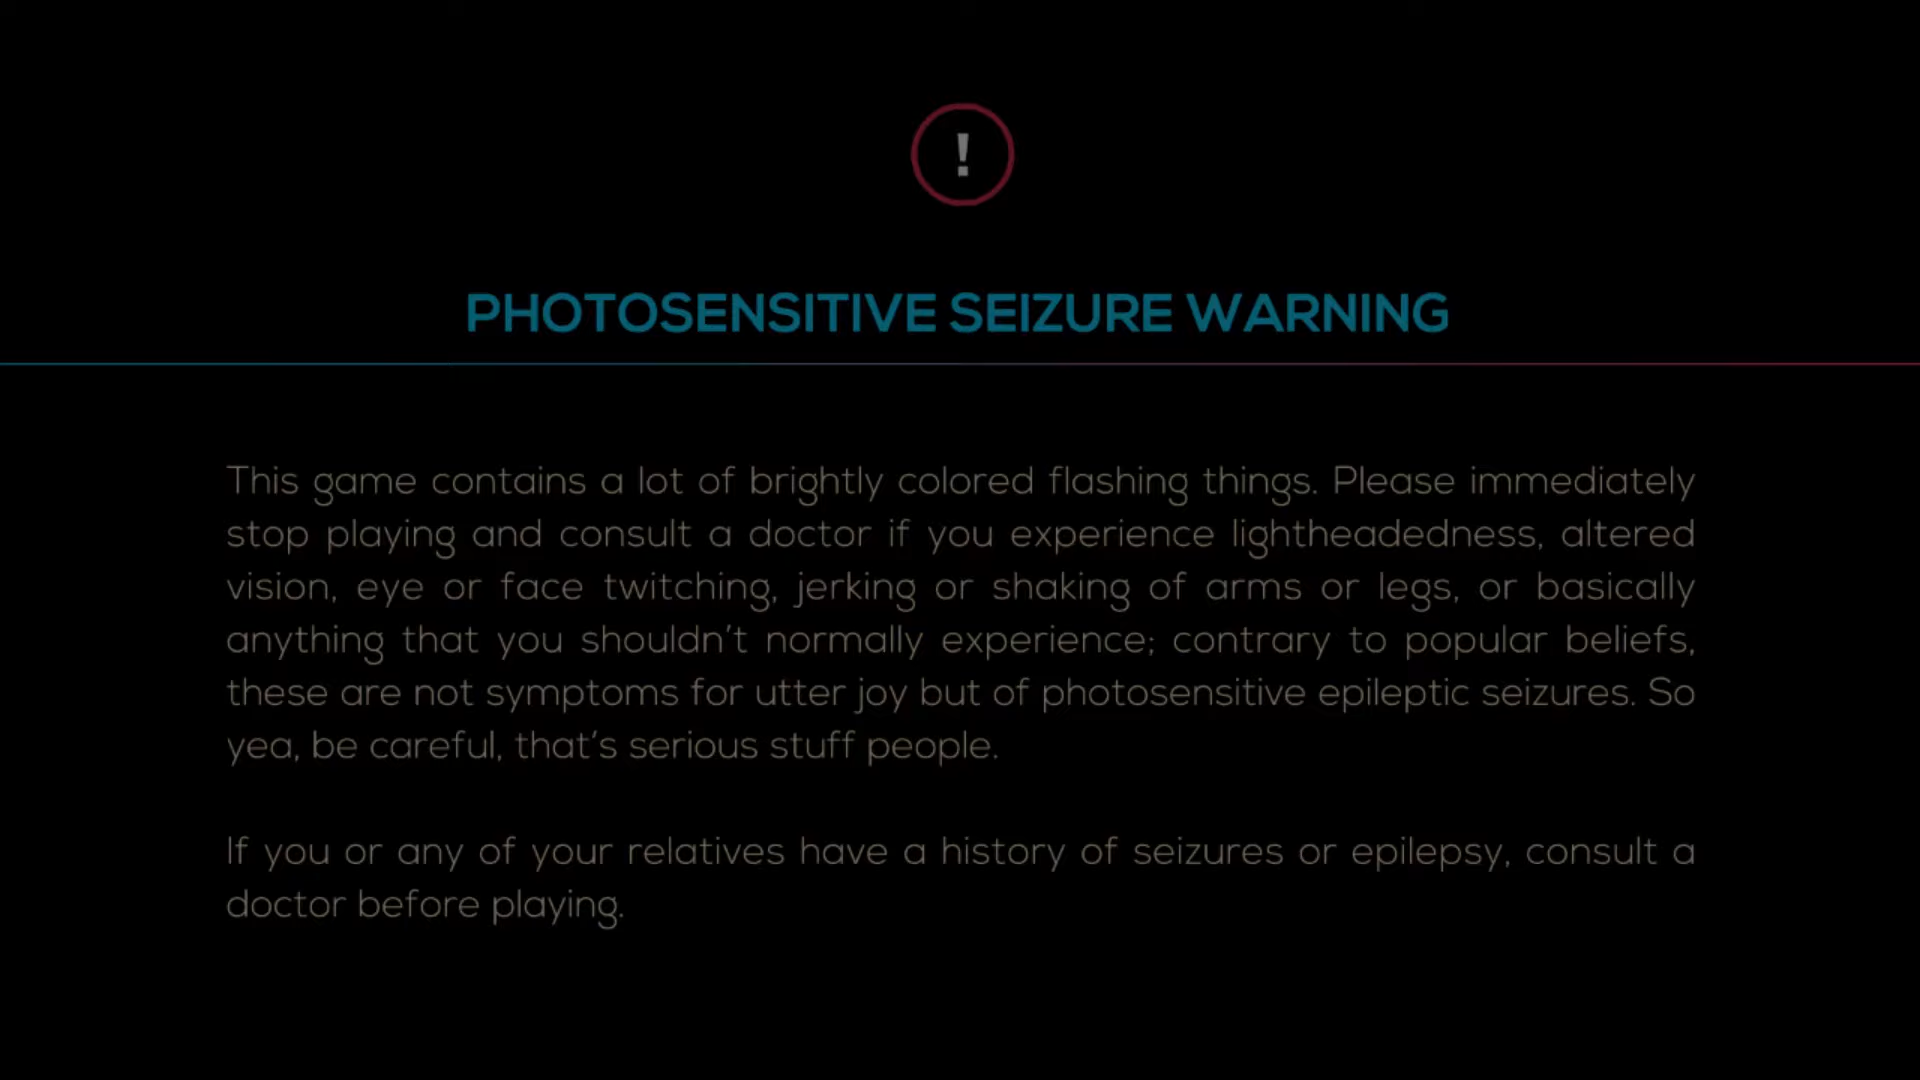 !
PHOTOSENSITIVE SEIZURE WARNING
This game contains a lot of brightly colored flashing things. Please immediately
stop playing and consult a doctor if you experience lightheadedness, altered
vision, eye or face twitching, jerking or shaking of arms or legs, or basically
anything that you shouldn't normally experience; contrary to popular beliefs,
these are not symptoms for utter joy but of photosensitive epileptic seizures. So
yea, be careful, that's serious stuff people.
If you or any of your relatives have a history of seizures or epilepsy, consult a
doctor before playing.